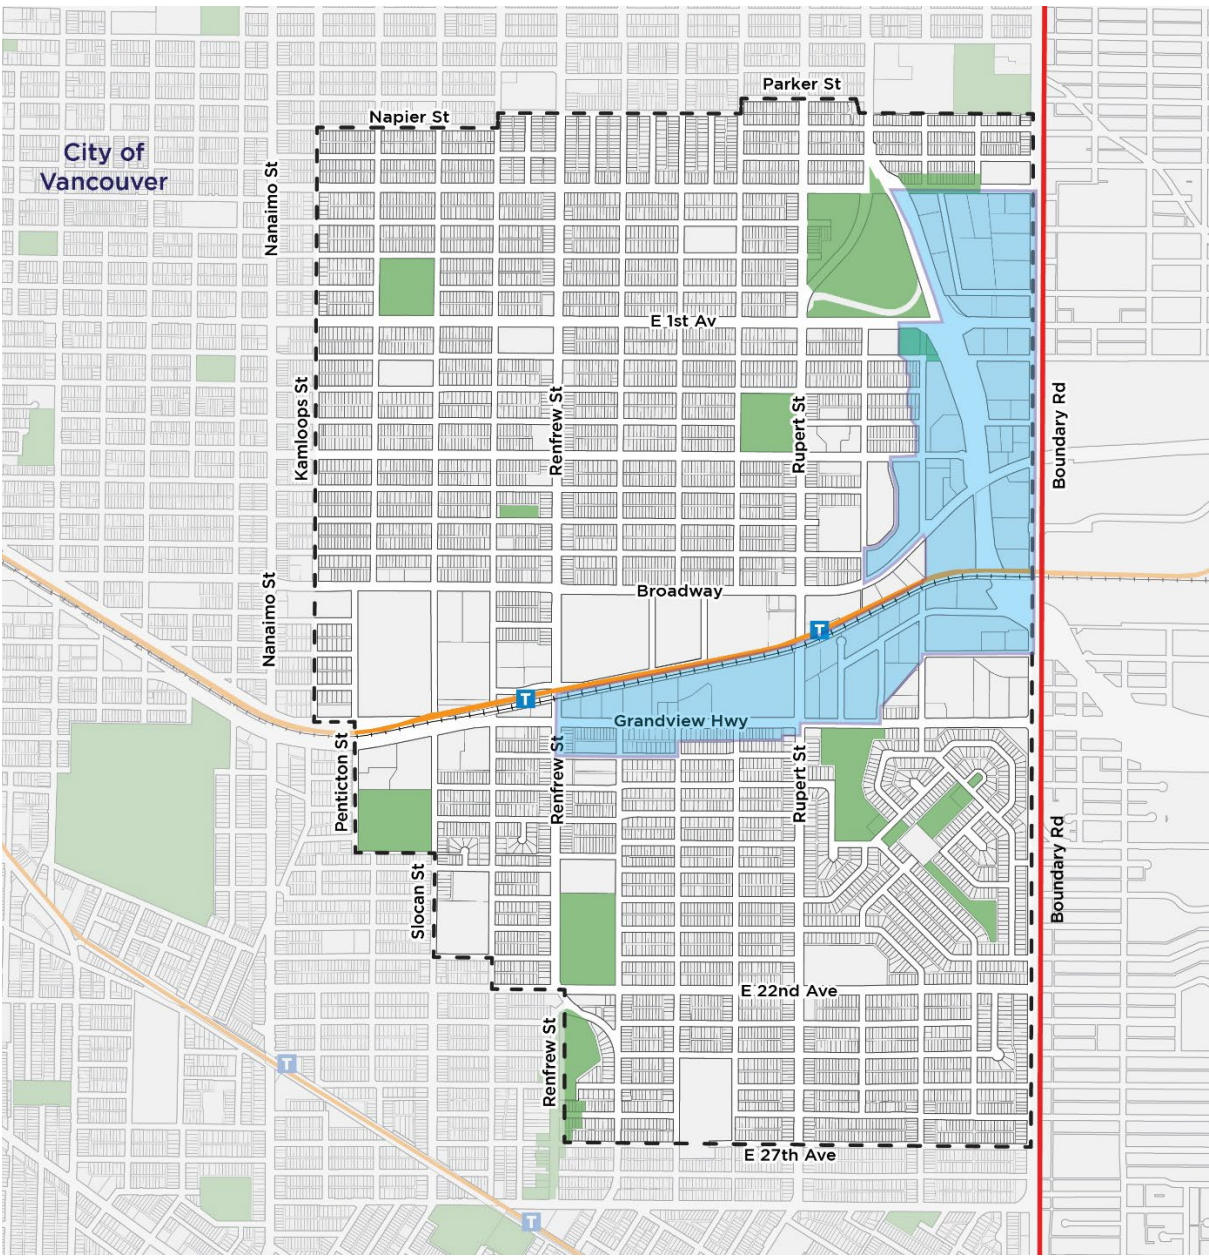 Parker St
Napier St
City of
Vancouver
Nanaimo St
E 1st Av
Kamloops St
Renfrew St
Rupert St
Boundary Rd
Nanaimo St
Broadway
T
T
Grandview Hwy
Penticton St
Renfrew St
Rupert St
Boundary Rd
Slocan St
E 22nd Ave
Renfrew St
T
E 27th Ave
T